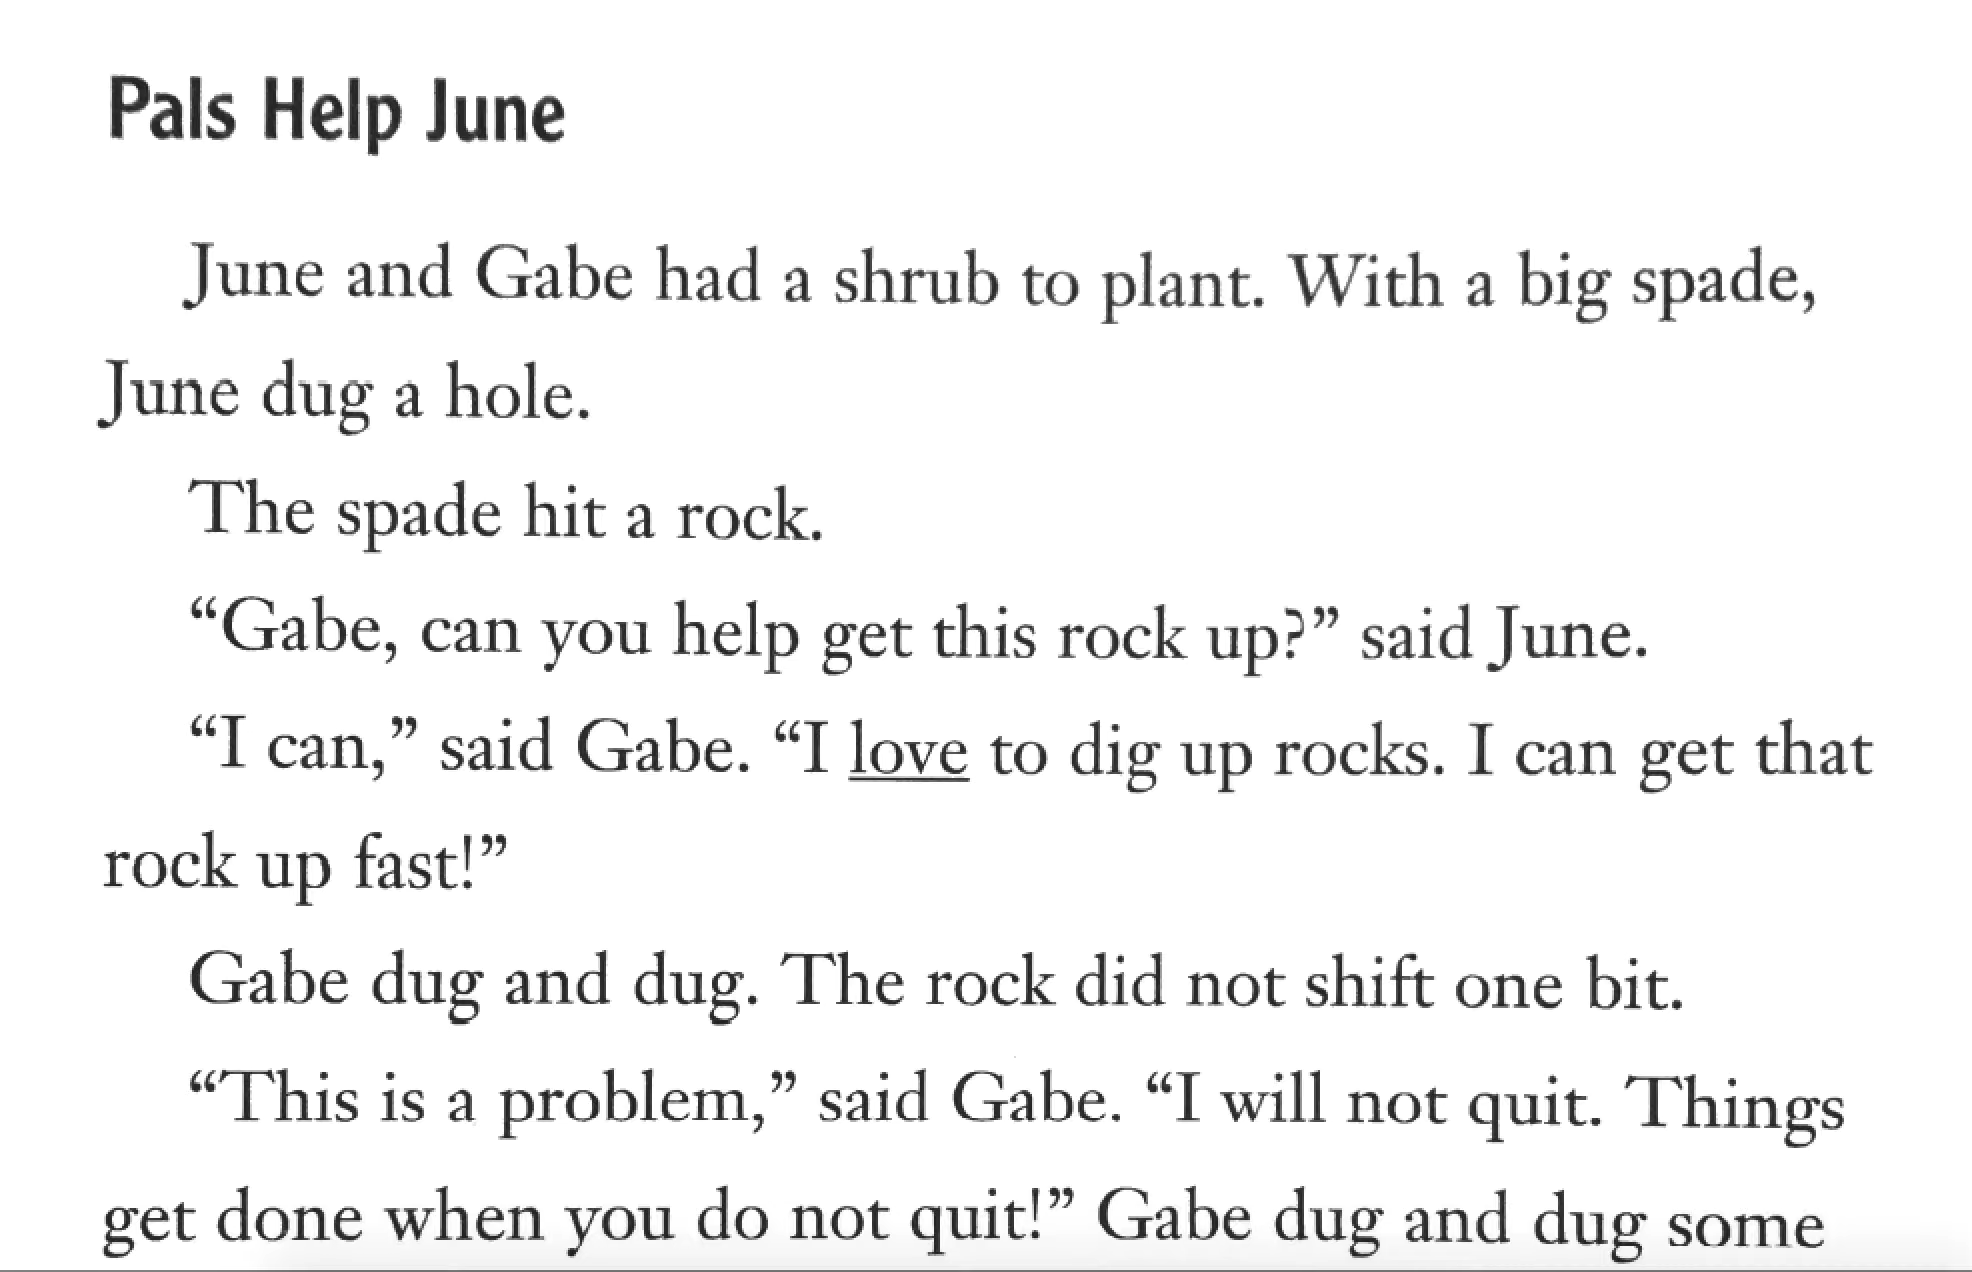 Pals Help June
June and Gabe had a shrub to plant. With a big spade,
June dug a hole.
The spade hit a rock.
“Gabe, can you help get this rock up?” said June.
“I can,” said Gabe. “I love to dig up rocks. I can get that
rock up fast!”
Gabe dug and dug. The rock did not shift one bit.
“This is a problem,” said Gabe. “I will not quit. Things
get done when you do not quit!” Gabe dug and dug some